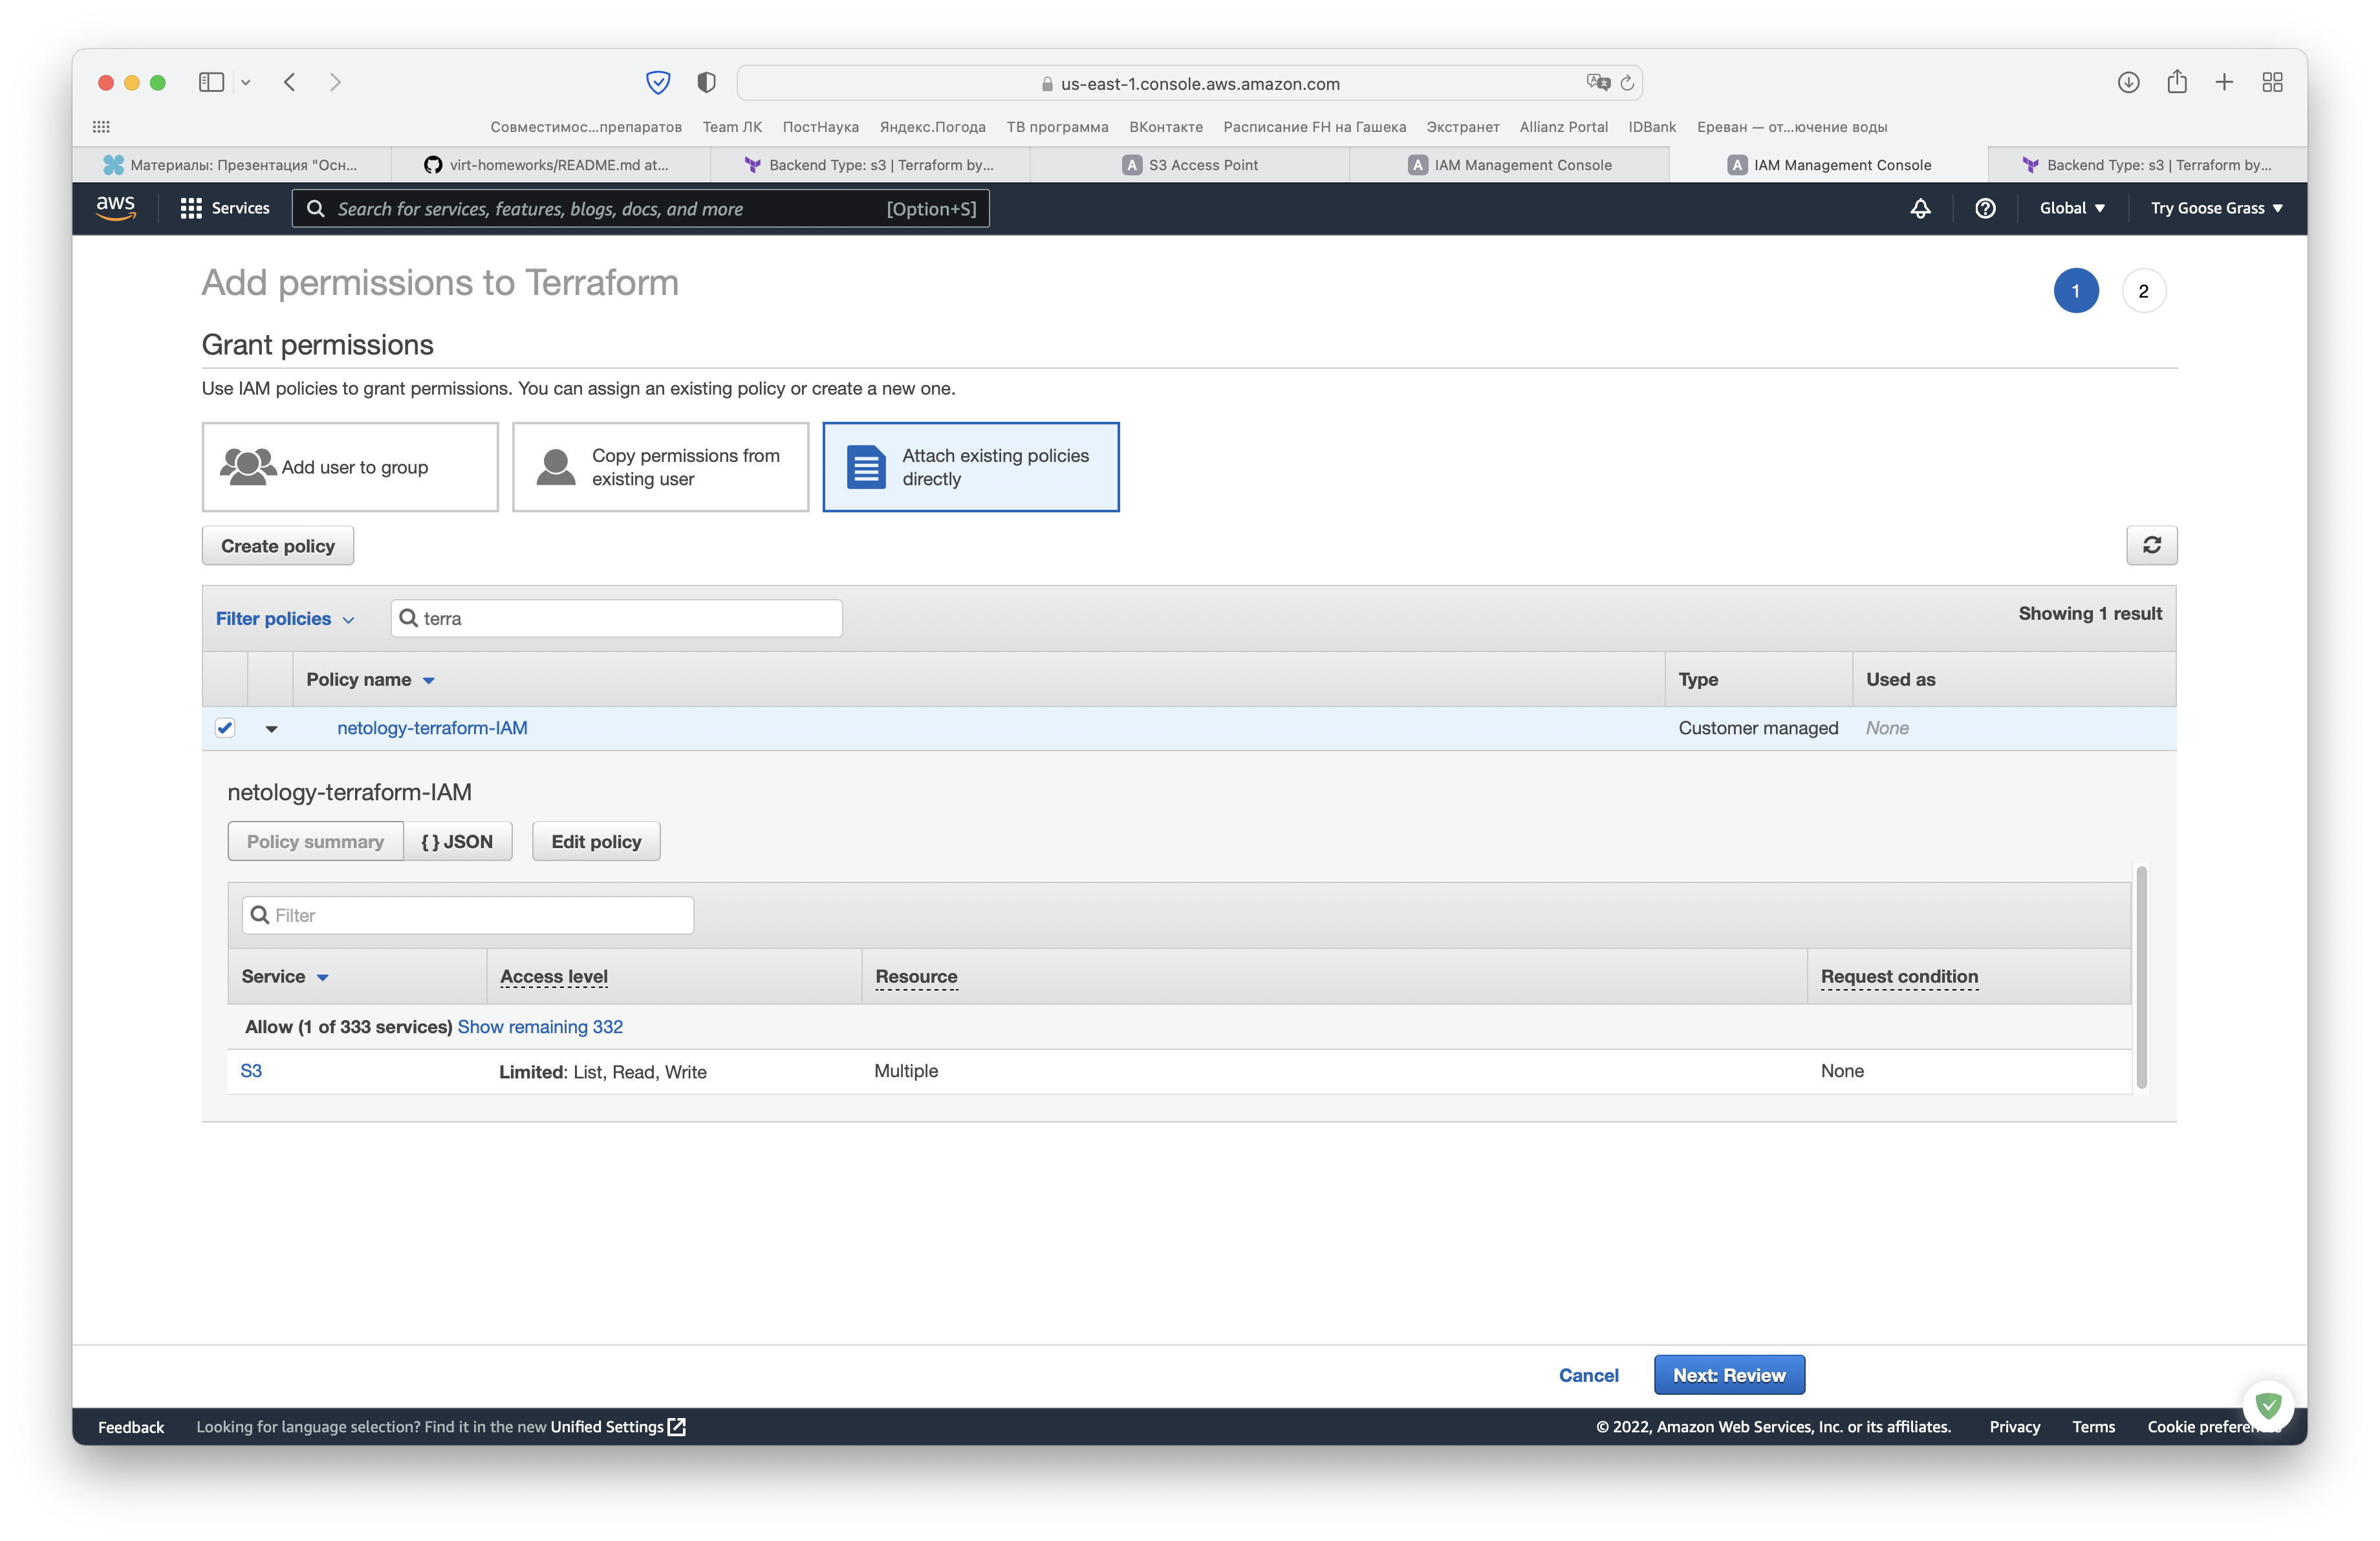 us-east-1.console.aws.amazon.com
Совместимос...препаратов Team ЛК ПостНаука Яндекс.Погода ТВ программа ВКонтакте Расписание FH на Гашека Экстранет Allianz Portal IDBank Ереван — от...ючение воды
Материалы: Презентация "Осн... virt-homeworks/README.md at... Backend Type: s3 | Terraform by... A S3 Access Point A IAM Management Console A IAM Management Console Backend Type: s3 | Terraform by...
aws Services Search for services, features, blogs, docs, and more [Option+S] Global Try Goose Grass
Add permissions to Terraform 1 2
Grant permissions
Use IAM policies to grant permissions. You can assign an existing policy or create a new one.
Add user to group
Copy permissions from
existing user
Attach existing policies
directly
Create policy
Filter policies terra Showing 1 result
Policy name Type Used as
netology-terraform-IAM Customer managed None
netology-terraform-IAM
Policy summary { } JSON Edit policy
Filter
Service Access level Resource Request condition
Allow (1 of 333 services) Show remaining 332
S3 Limited: List, Read, Write Multiple None
Cancel Next: Review
Feedback Looking for language selection? Find it in the new Unified Settings © 2022, Amazon Web Services, Inc. or its affiliates. Privacy Terms Cookie